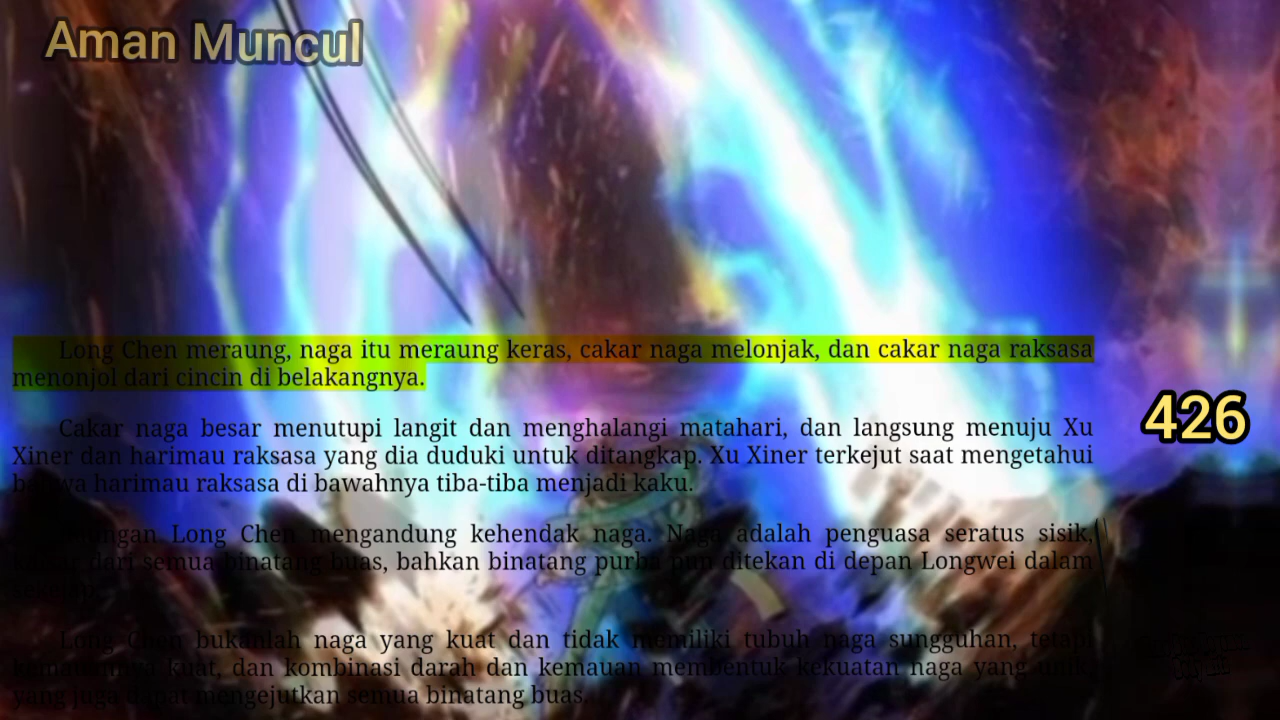 Aman Muncul
Long Chen meraung, naga itu meraung keras, cakar naga melonjak, dan cakar naga raksasa
menonjol dari cincin di belakangnya.
Cakar naga besar menutupi langit dan menghalangi matahari, dan langsung menuju Xu
Xiner dan harimau raksasa yang dia duduki untuk ditangkap. Xu Xiner terkejut saat mengetahui
bahwa harimau raksasa di bawahnya tiba-tiba menjadi kaku.
426
Long Chen mengandung kehendak naga. Naga adalah penguasa seratus sisik,
kaisar dari semua binatang buas, bahkan binatang purba pun ditekan di depan Longwei dalam
Long Chen bukanlah naga yang kuat dan tidak memiliki tubuh naga sungguhan, tetapi
kemauannya kuat, dan kombinasi darah dan kemauan membentuk kekuatan naga yang unik,
yang juga dapat mengejutkan semua binatang buas.